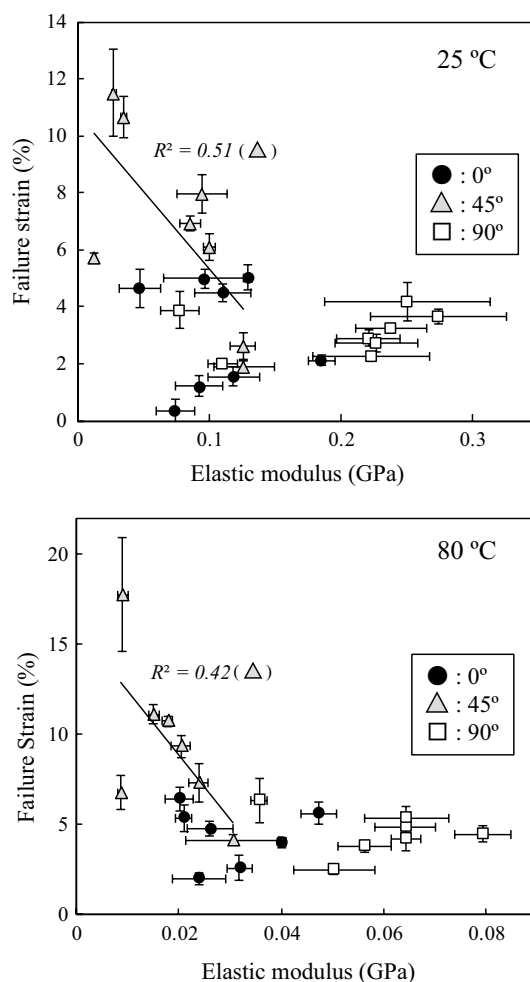 14
12
10
8
6
4
2
0
Failure strain (%)
25 ºC
R² = 0.51 ( )
: 0º
: 45º
: 90º
0
0.1
0.2
0.3
Elastic modulus (GPa)
20
15
10
5
0
Failure Strain (%)
80 ºC
R² = 0.42 ( )
: 0º
: 45º
: 90º
0
0.02
0.04
0.06
0.08
Elastic modulus (GPa)